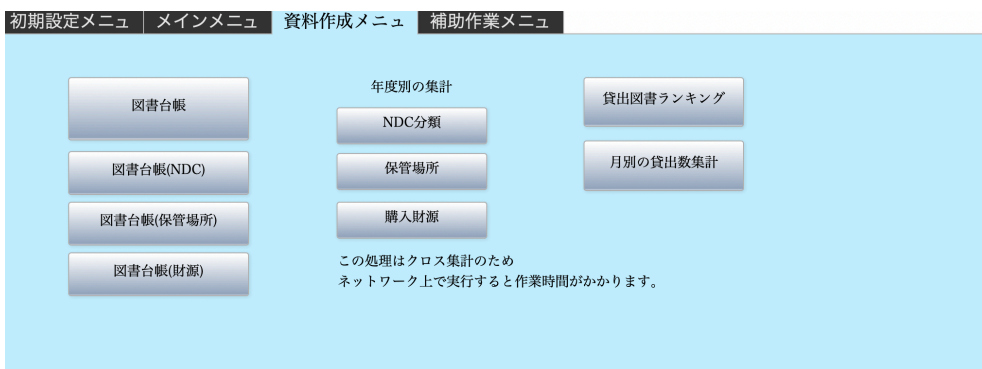 初期設定メニュ
メインメニュ
資料作成メニュ
補助作業メニュ
図書台帳
図書台帳(NDC)
図書台帳(保管場所)
図書台帳(財源)
年度別の集計
NDC分類
保管場所
購入財源
この処理はクロス集計のため
ネットワーク上で実行すると作業時間がかかります。
貸出図書ランキング
月別の貸出数集計